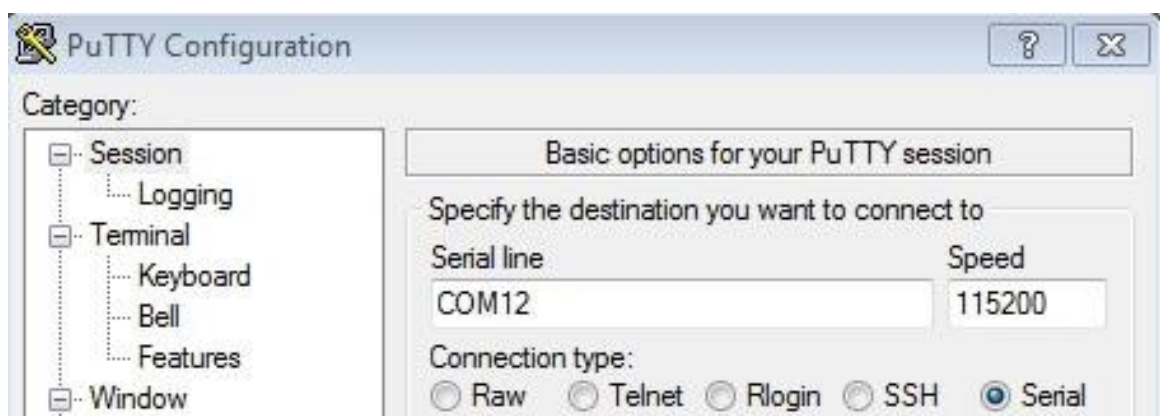 PuTTY Configuration
Category:
Session
Logging
Terminal
Keyboard
Bell
Features
Window
Basic options for your PuTTY session
Specify the destination you want to connect to
Serial line Speed
COM12 115200
Connection type:
Raw Telnet Rlogin SSH Serial